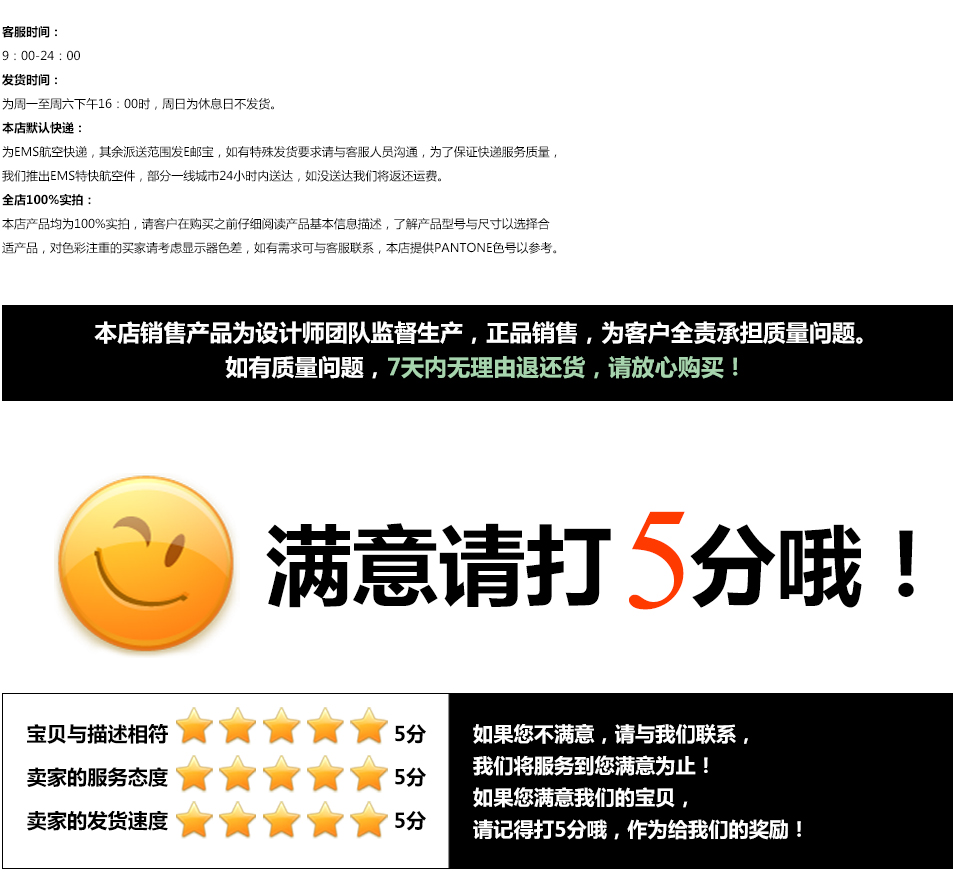 客服时间：
9：00-24：00
发货时间：
为周一至周六下午16：00时，周日为休息日不发货。
本店默认快递：
为EMS航空快递，其余派送范围发E邮宝，如有特殊发货要求请与客服人员沟通，为了保证快递服务质量，
我们推出EMS特快航空件，部分一线城市24小时内送达，如没送达我们将返还运费。
全店100%实拍：
本店产品均为100%实拍，请客户在购买之前仔细阅读产品基本信息描述，了解产品型号与尺寸以选择合
适产品，对色彩注重的买家请考虑显示器色差，如有需求可与客服联系，本店提供PANTONE色号以参考。
本店销售产品为设计师团队监督生产，正品销售，为客户全责承担质量问题。
如有质量问题，7天内无理由退还货，请放心购买！
满意请打5分哦！
宝贝与描述相符 5分
卖家的服务态度 5分
卖家的发货速度 5分
如果您不满意，请与我们联系，
我们将服务到您满意为止！
如果您满意我们的宝贝，
请记得打5分哦，作为给我们的奖励！